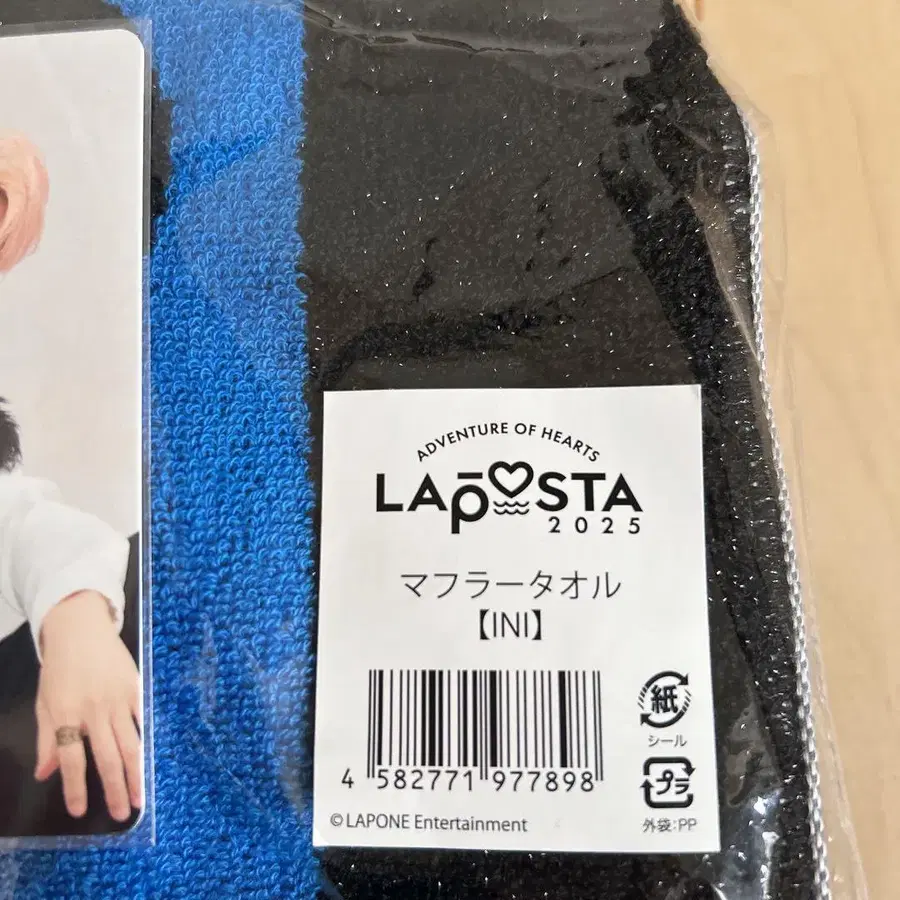 ADVENTURE OF HEARTS
LAPOSTA
2025
マフラータオル
【INI】
4 582771 977898
紙
シール
プラ
外袋:PP
© LAPONE Entertainment